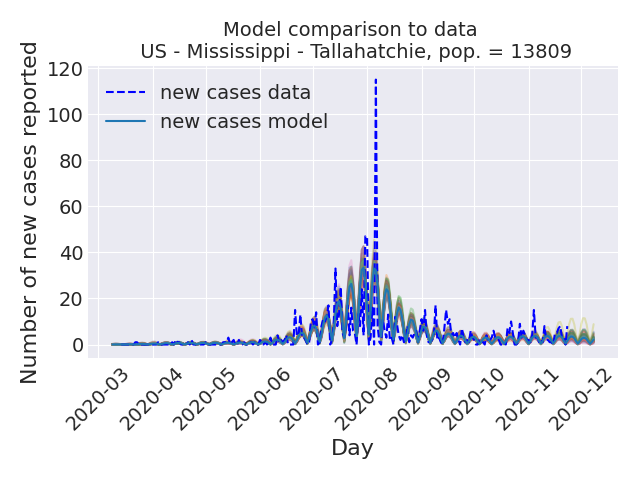 Model comparison to data
US - Mississippi - Tallahatchie, pop. = 13809
Number of new cases reported
120
100
80
60
40
20
0
new cases data
new cases model
2020-03
2020-04
2020-05
2020-06
2020-07
2020-08
2020-09
2020-10
2020-11
2020-12
Day